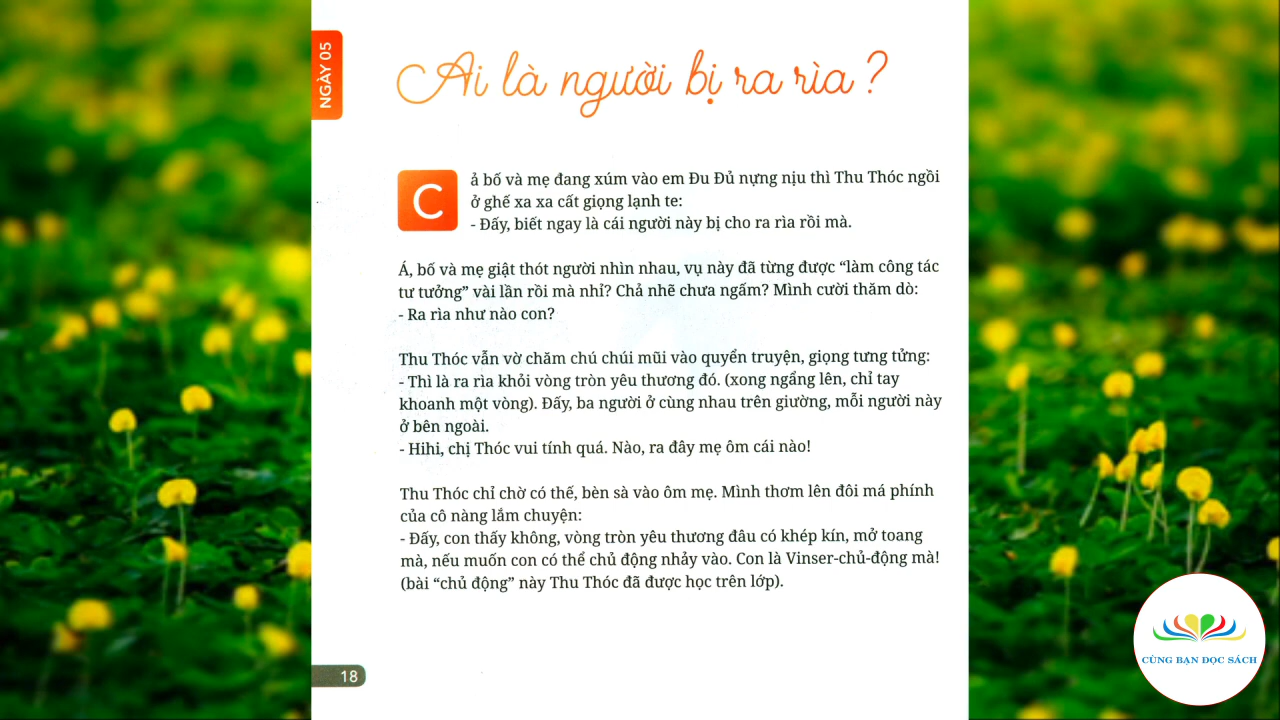 NGÀY 05
Ai là người bị ra rìa?
Cả bố và mẹ đang xúm vào em Đu Đủ nựng nịu thì Thu Thóc ngồi
ở ghế xa xa cất giọng lạnh te:
- Đấy, biết ngay là cái người này bị cho ra rìa rồi mà.
Á, bố và mẹ giật thót người nhìn nhau, vụ này đã từng được “làm công tác
tư tưởng” vài lần rồi mà nhỉ? Chả nhẽ chưa ngấm? Mình cười thăm dò:
- Ra rìa như nào con?
Thu Thóc vẫn vờ chăm chú chúi mũi vào quyển truyện, giọng tưng tửng:
- Thì là ra rìa khỏi vòng tròn yêu thương đó. (xong ngẩng lên, chỉ tay
khoanh một vòng). Đấy, ba người ở cùng nhau trên giường, mỗi người này
ở bên ngoài.
- Hihi, chị Thóc vui tính quá. Nào, ra đây mẹ ôm cái nào!
Thu Thóc chỉ chờ có thế, bèn sà vào ôm mẹ. Mình thơm lên đôi má phính
của cô nàng lắm chuyện:
- Đấy, con thấy không, vòng tròn yêu thương đâu có khép kín, mở toang
mà, nếu muốn con có thể chủ động nhảy vào. Con là Vinser-chủ-động mà!
(bài “chủ động” này Thu Thóc đã được học trên lớp).
18
CÙNG BẠN ĐỌC SÁCH